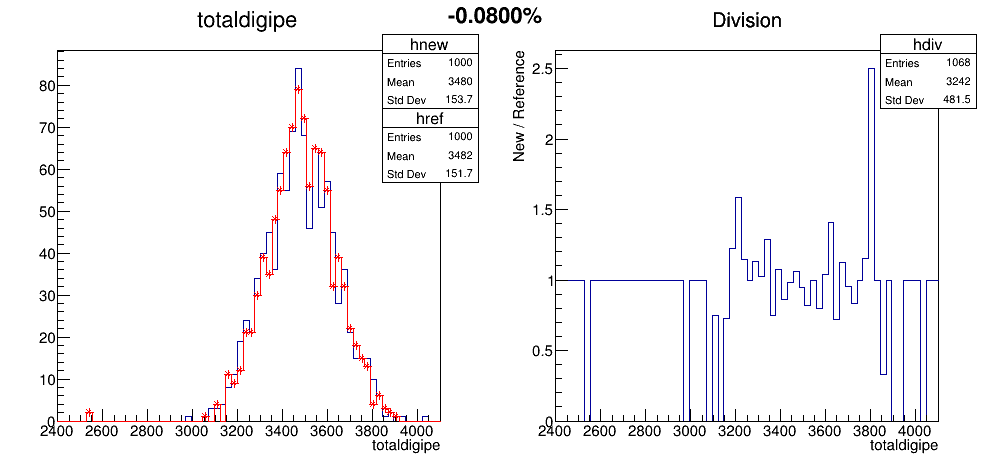 -0.0800%
totaldigipe
hnew
Entries 1000
Mean 3480
Std Dev 153.7
href
Entries 1000
Mean 3482
Std Dev 151.7
80
70
60
50
40
30
20
10
0
2400 2600 2800 3000 3200 3400 3600 3800 4000
totaldigipe
Division
hdiv
Entries 1068
Mean 3242
Std Dev 481.5
New / Reference
2.5
2
1.5
1
0.5
0
2400 2600 2800 3000 3200 3400 3600 3800 4000
totaldigipe